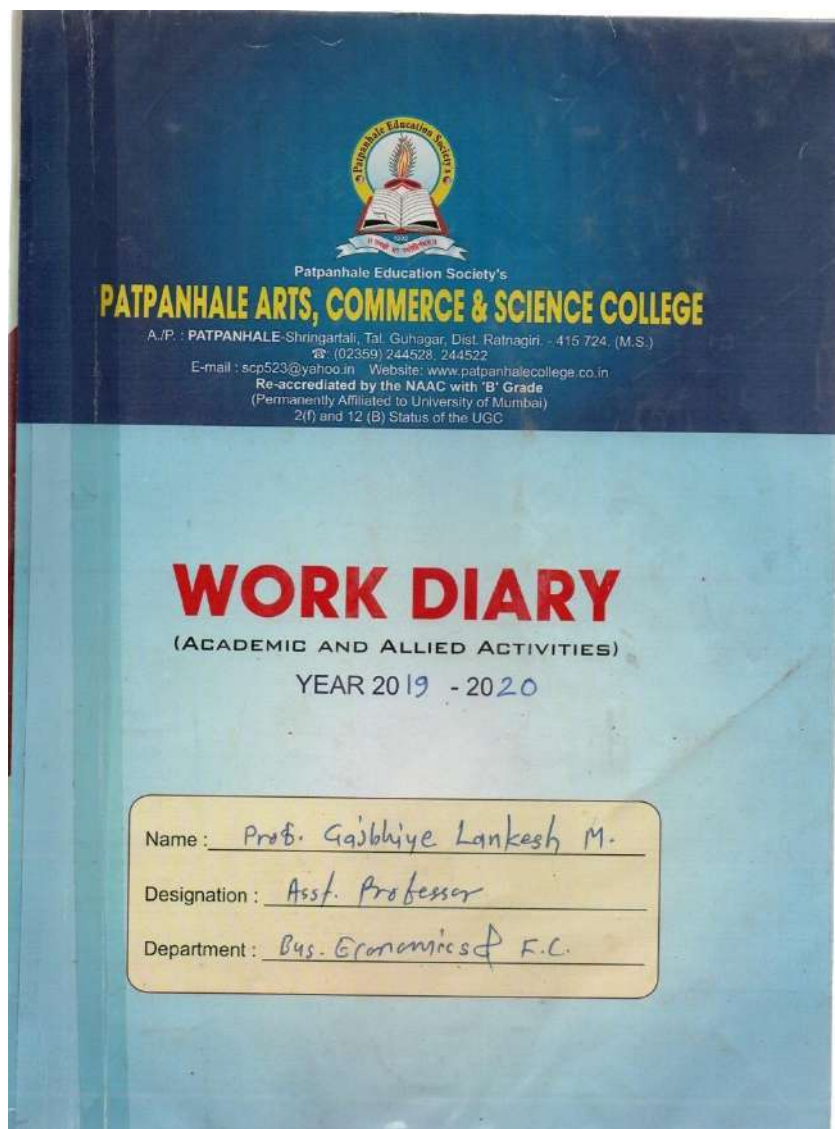 Patpanhale Education Society's
Patpanhale Education Society's
PATPANHALE ARTS, COMMERCE & SCIENCE COLLEGE
A./P. : PATPANHALE-Shringartali, Tal. Guhagar, Dist. Ratnagiri. - 415 724. (M.S.)
☎: (02359) 244528, 244522
E-mail : scp523@yahoo.in Website: www.patpanhalecollege.co.in
Re-accrediated by the NAAC with 'B' Grade
(Permanently Affiliated to University of Mumbai)
2(f) and 12 (B) Status of the UGC
WORK DIARY
(ACADEMIC AND ALLIED ACTIVITIES)
YEAR 2019 - 2020
Name : Prof. Gajbhiye Lankesh M.
Designation : Asst. Professor
Department : Bus. Economics & F.C.